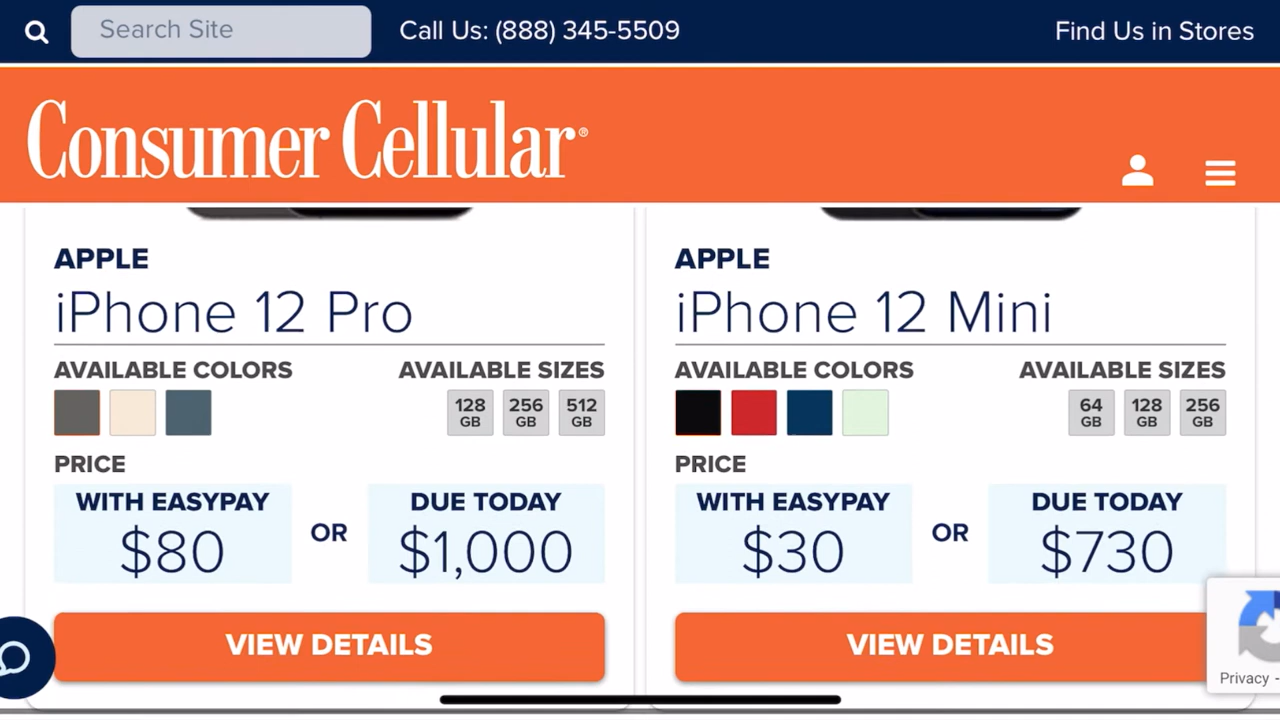 Search Site
Call Us: (888) 345-5509
Find Us in Stores
Consumer Cellular®
APPLE
iPhone 12 Pro
AVAILABLE COLORS
AVAILABLE SIZES
128 GB
256 GB
512 GB
PRICE
WITH EASYPAY
$80
OR
DUE TODAY
$1,000
VIEW DETAILS
APPLE
iPhone 12 Mini
AVAILABLE COLORS
AVAILABLE SIZES
64 GB
128 GB
256 GB
PRICE
WITH EASYPAY
$30
OR
DUE TODAY
$730
VIEW DETAILS
Privacy -